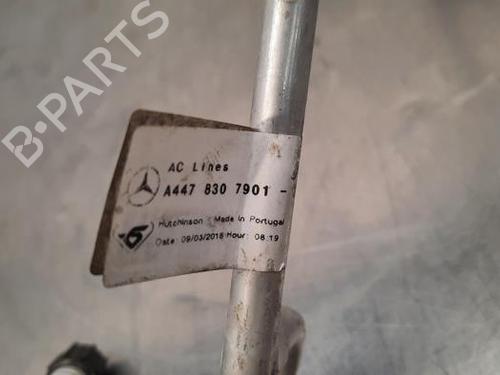 B-PARTS
AC Lines
A447 830 7901 -
Hutchinson - Made in Portugal
Date: 09/03/2018 Hour: 08:19